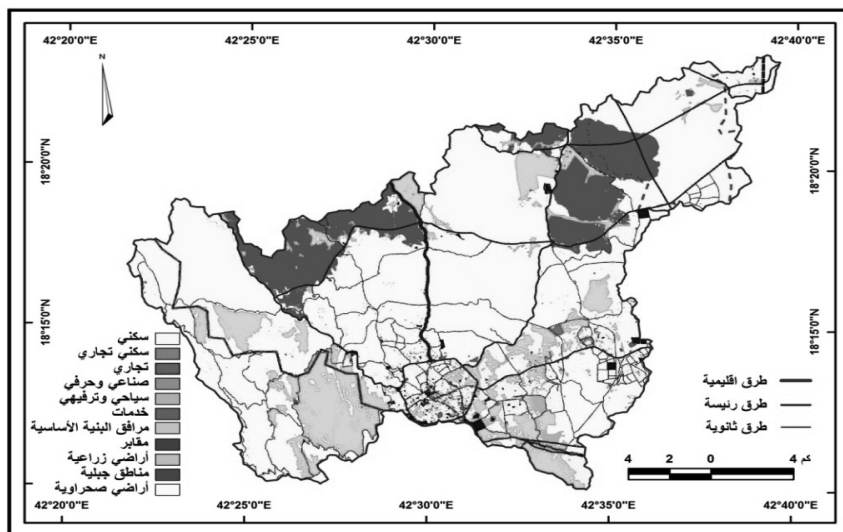 42°20'0"E 42°25'0"E 42°30'0"E 42°35'0"E 42°40'0"E
N
18°20'0"N 18°20'0"N
18°15'0"N 18°15'0"N
سكني
سكني تجاري
تجاري
صناعي وحرفي
سياحي وترفيهي
خدمات
مرافق البنية الأساسية
مقابر
أراضي زراعية
مناطق جبلية
أراضي صحراوية
طرق اقليمية
طرق رئيسة
طرق ثانوية
4 2 0 4 كم
42°20'0"E 42°25'0"E 42°30'0"E 42°35'0"E 42°40'0"E